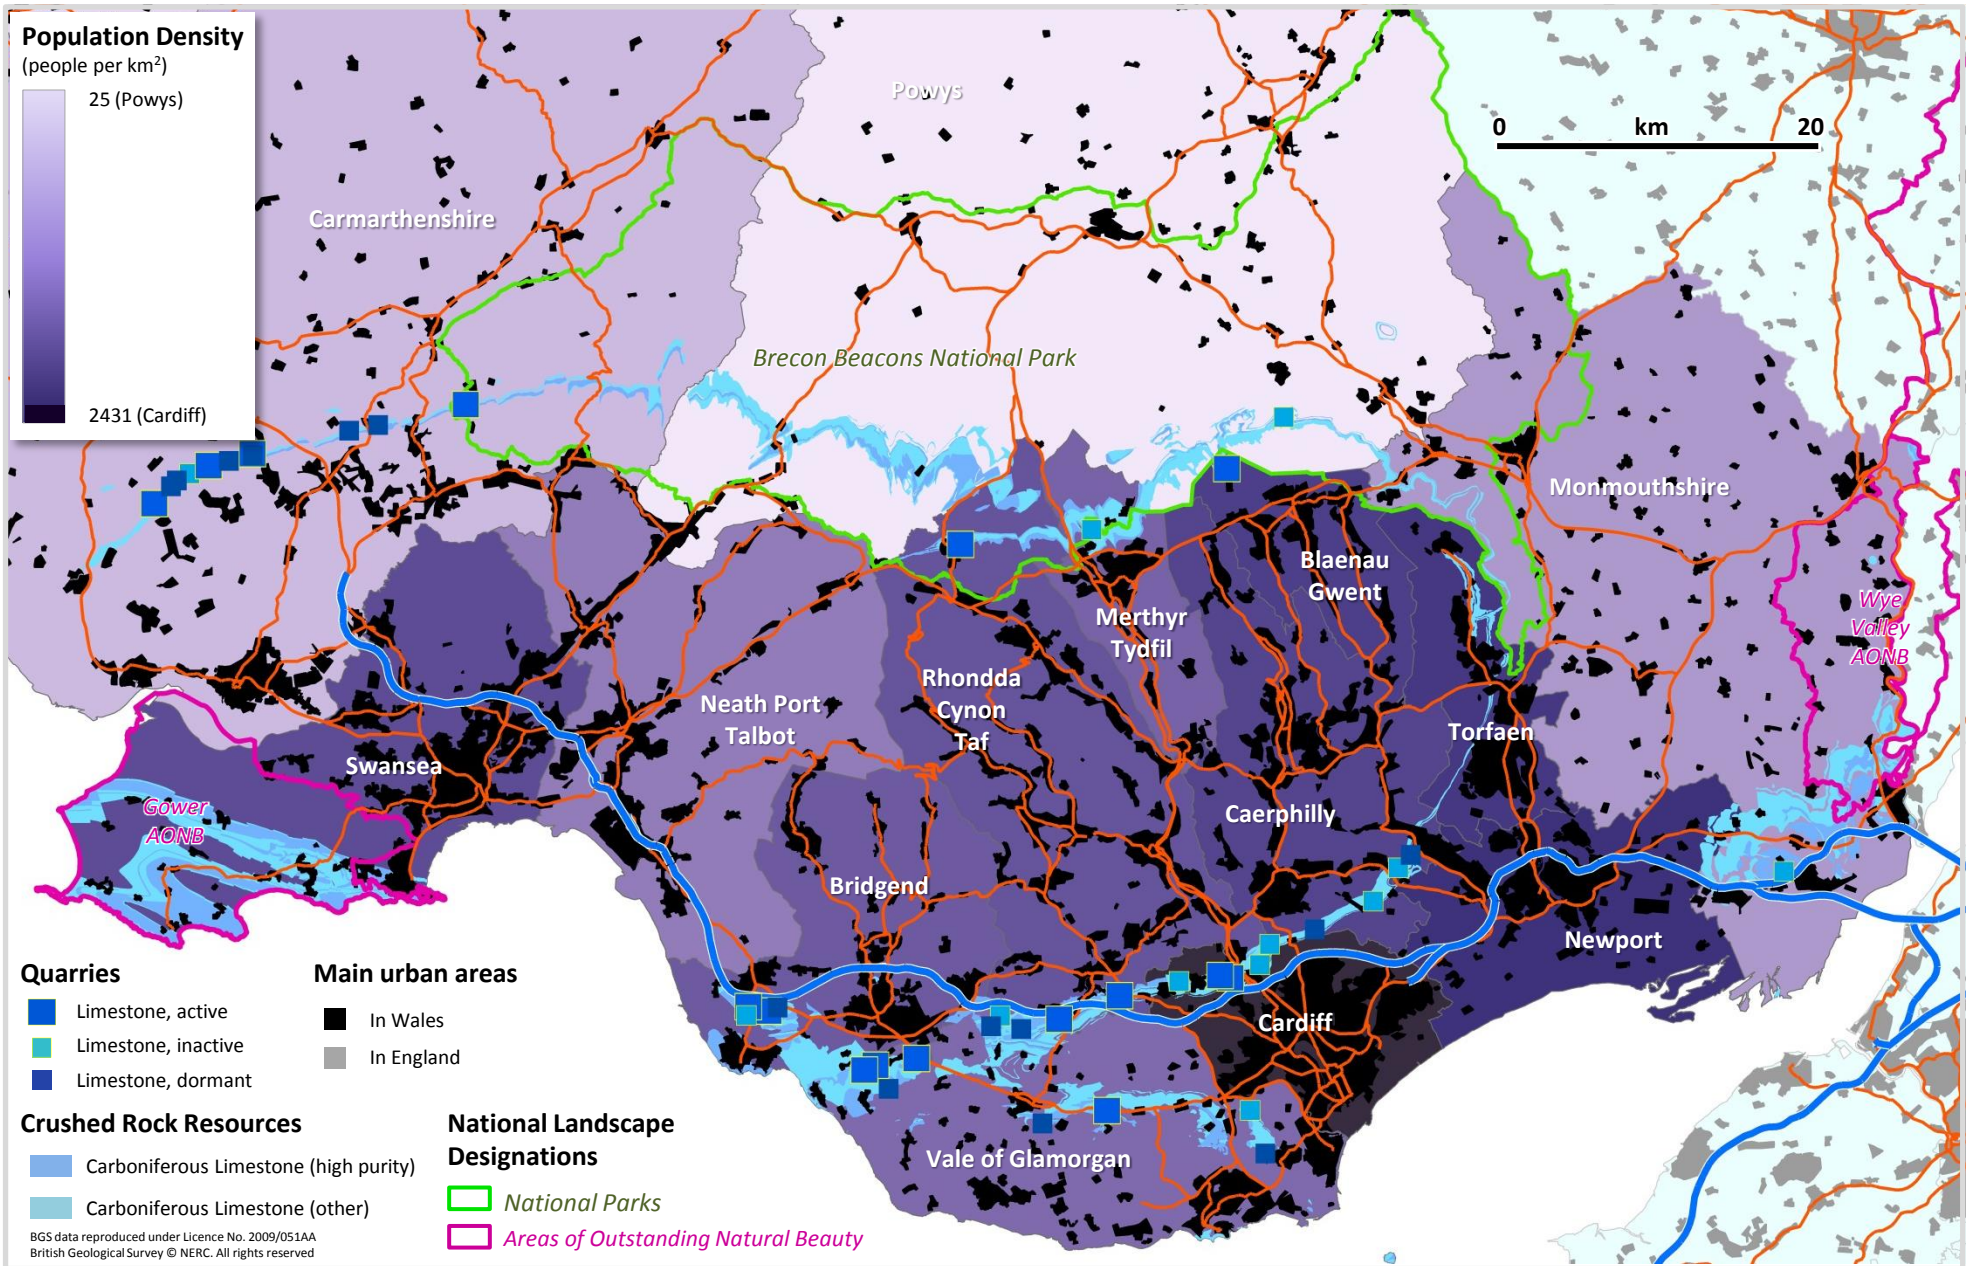 Population Density
(people per km²)
25 (Powys)
2431 (Cardiff)
Powys
0 km 20
Carmarthenshire
Brecon Beacons National Park
Monmouthshire
Blaenau
Gwent
Merthyr
Tydfil
Wye
Valley
AONB
Rhondda
Cynon
Taf
Neath Port
Talbot
Torfaen
Swansea
Gower
AONB
Caerphilly
Bridgend
Newport
Cardiff
Vale of Glamorgan
Quarries
Limestone, active
Limestone, inactive
Limestone, dormant
Main urban areas
In Wales
In England
Crushed Rock Resources
Carboniferous Limestone (high purity)
Carboniferous Limestone (other)
BGS data reproduced under Licence No. 2009/051AA
British Geological Survey © NERC. All rights reserved
National Landscape
Designations
National Parks
Areas of Outstanding Natural Beauty